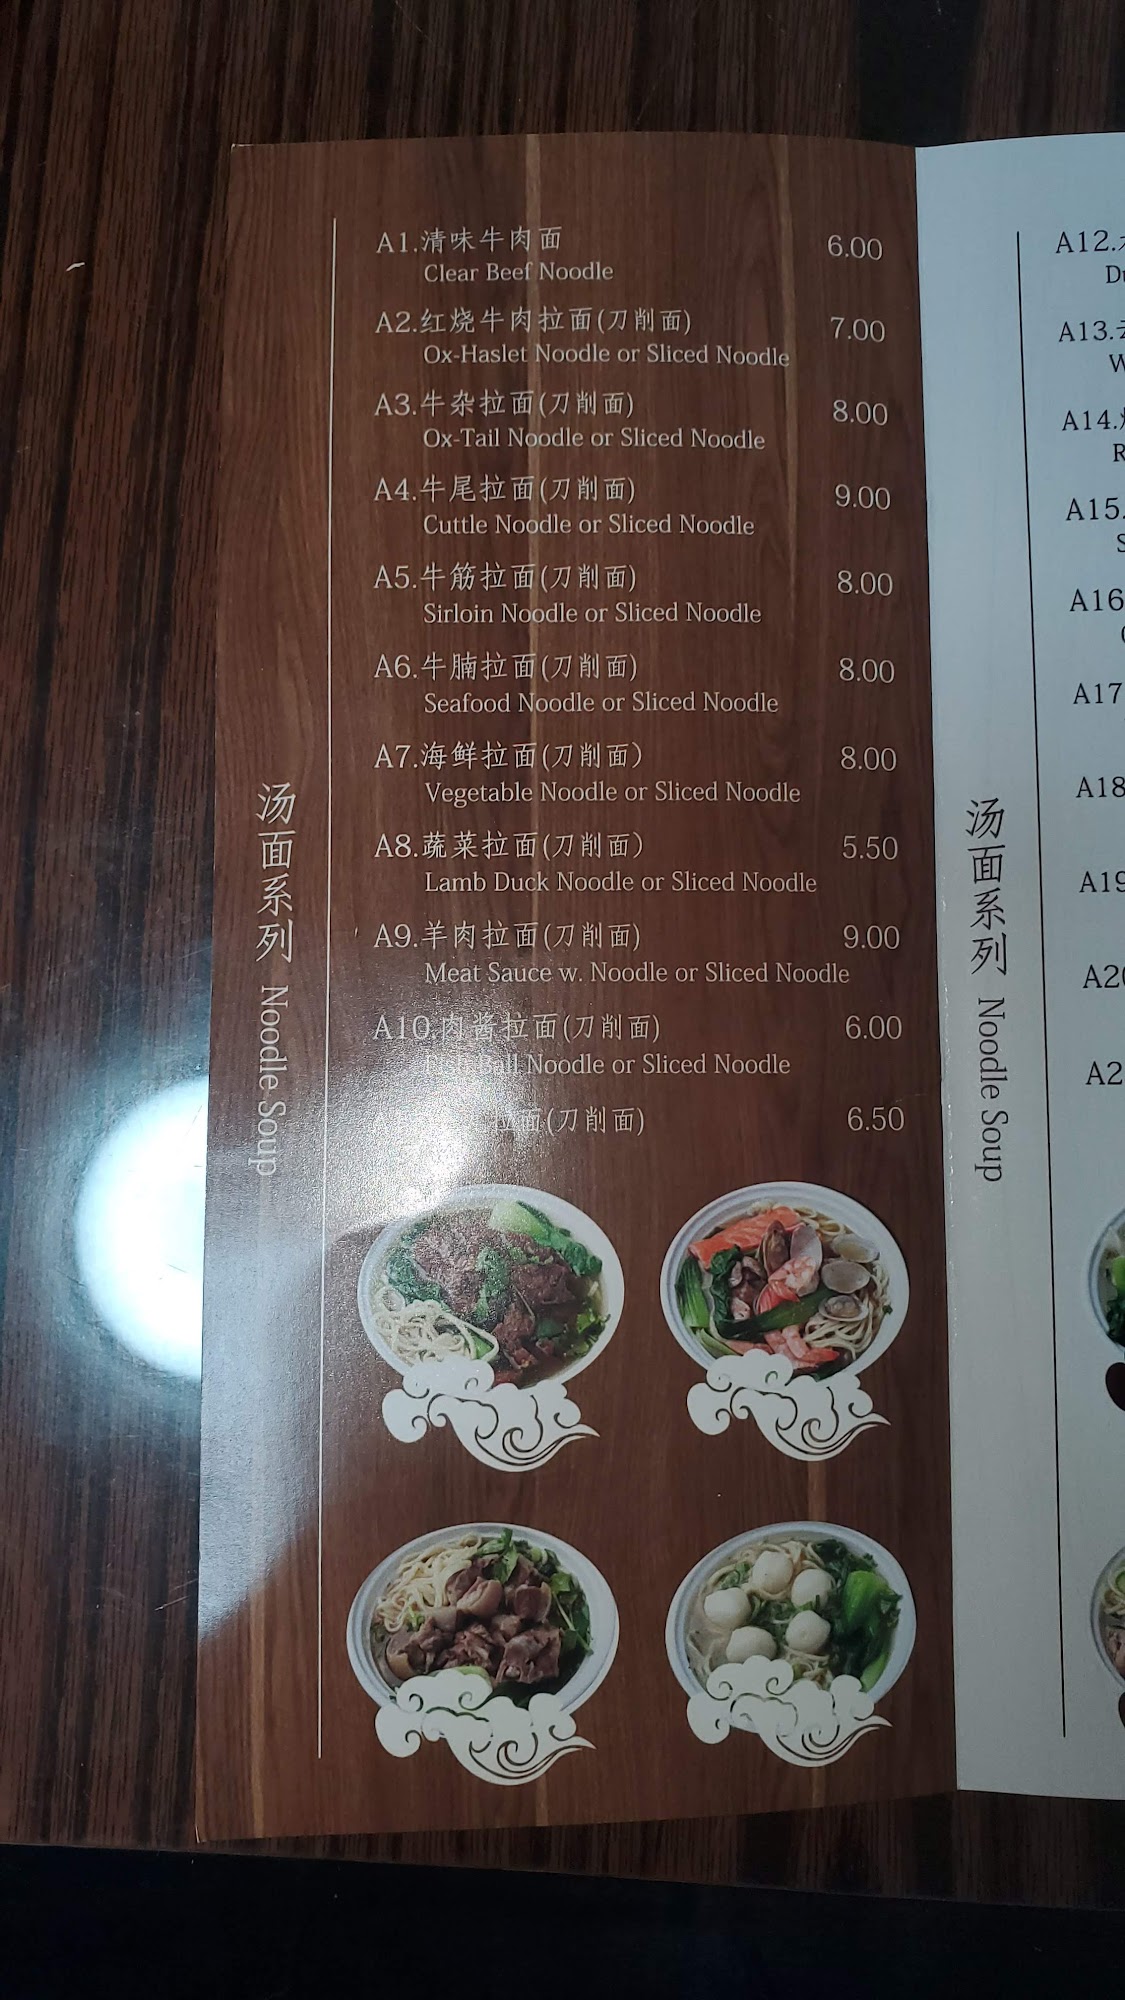 A1.清味牛肉面 6.00
Clear Beef Noodle
A2.红烧牛肉拉面(刀削面) 7.00
Ox-Haslet Noodle or Sliced Noodle
A3.牛杂拉面(刀削面) 8.00
Ox-Tail Noodle or Sliced Noodle
A4.牛尾拉面(刀削面) 9.00
Cuttle Noodle or Sliced Noodle
A5.牛筋拉面(刀削面) 8.00
Sirloin Noodle or Sliced Noodle
A6.牛腩拉面(刀削面) 8.00
Seafood Noodle or Sliced Noodle
A7.海鲜拉面(刀削面) 8.00
Vegetable Noodle or Sliced Noodle
A8.蔬菜拉面(刀削面) 5.50
Lamb Duck Noodle or Sliced Noodle
A9.羊肉拉面(刀削面) 9.00
Meat Sauce w. Noodle or Sliced Noodle
A10.肉酱拉面(刀削面) 6.00
Fish Ball Noodle or Sliced Noodle
拉面(刀削面) 6.50
汤面系列 Noodle Soup
汤面系列 Noodle Soup
A12.
A13.
A14.
A15.
A16
A17
A18
A19